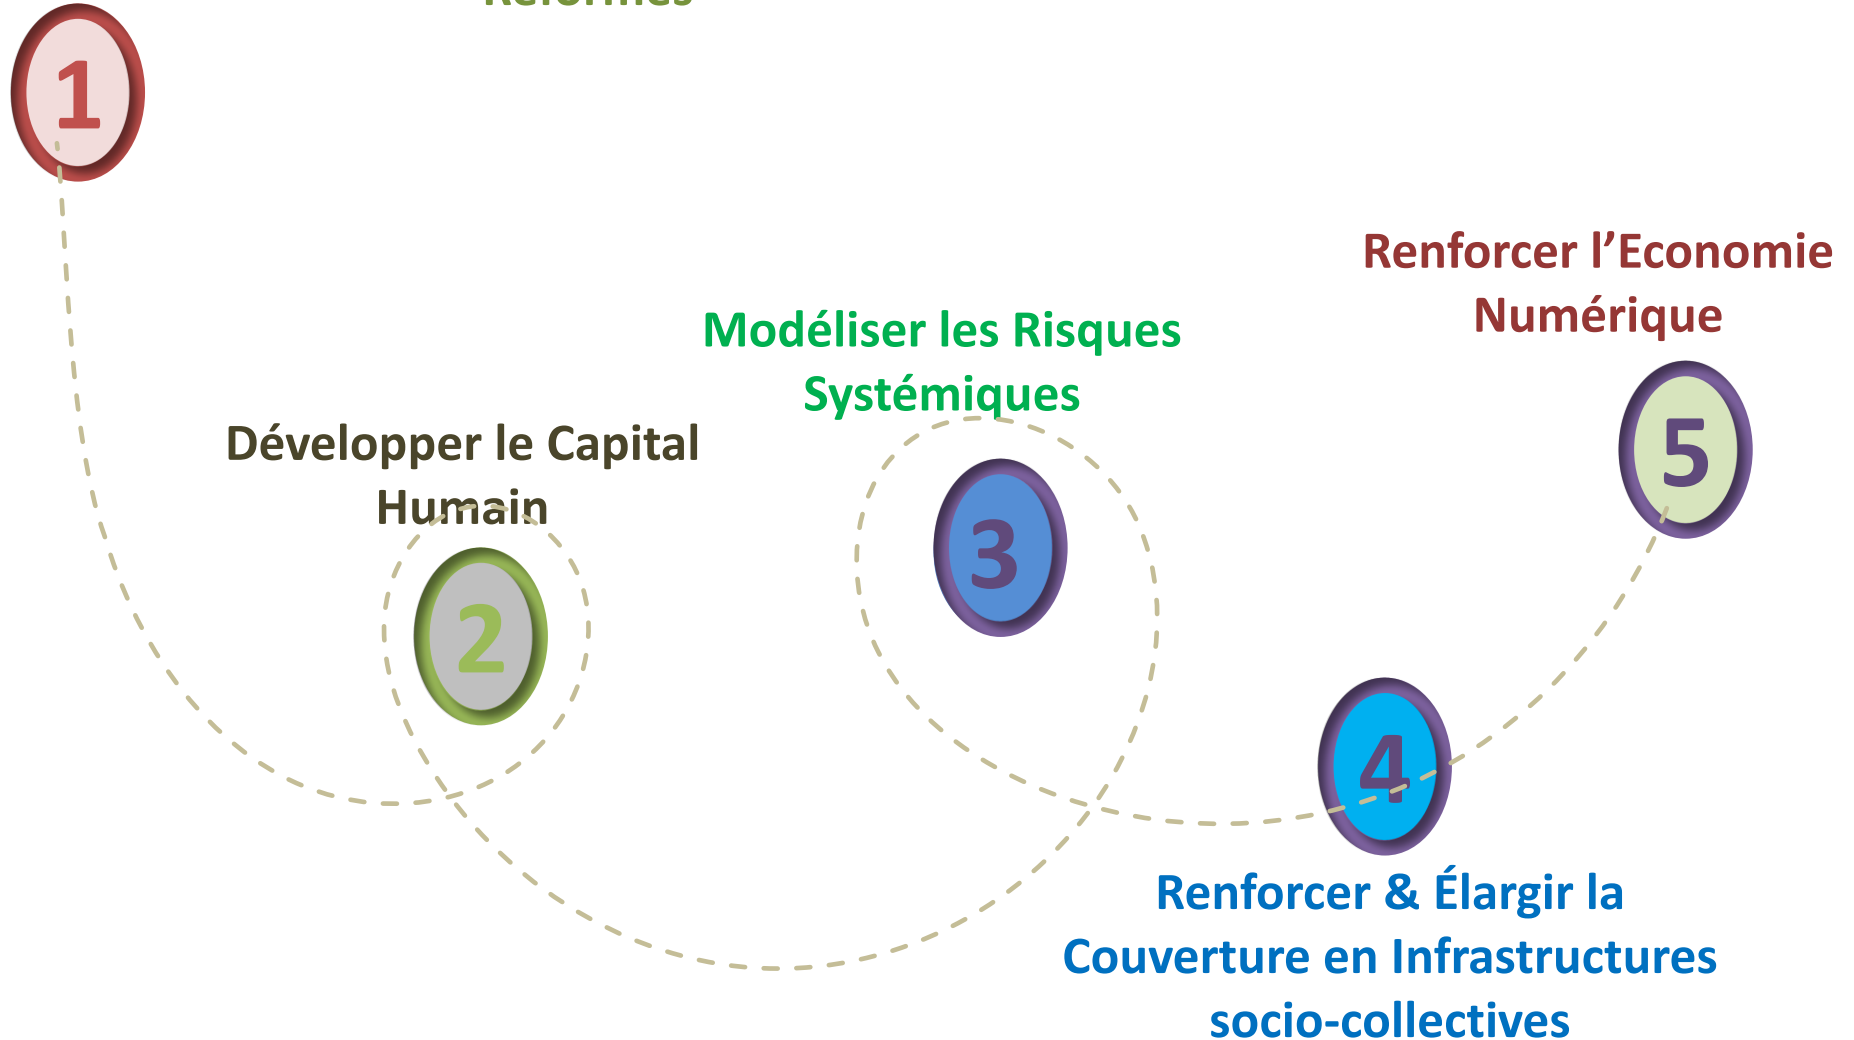 1
Renforcer l’Economie
Numérique
5
Modéliser les Risques
Systémiques
3
Développer le Capital
Humain
2
4
Renforcer & Élargir la
Couverture en Infrastructures
socio-collectives